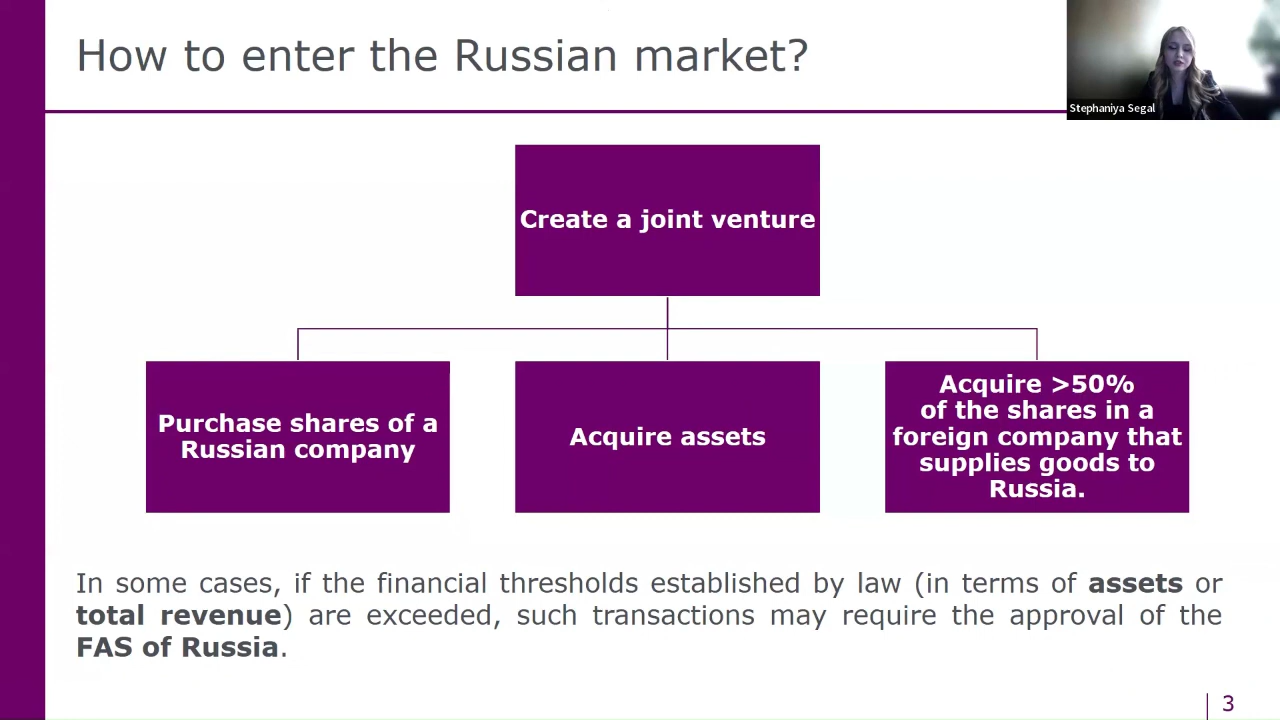 How to enter the Russian market?
Stephaniya Segal
Create a joint venture
Purchase shares of a
Russian company
Acquire assets
Acquire >50%
of the shares in a
foreign company that
supplies goods to
Russia.
In some cases, if the financial thresholds established by law (in terms of assets or
total revenue) are exceeded, such transactions may require the approval of the
FAS of Russia.
3